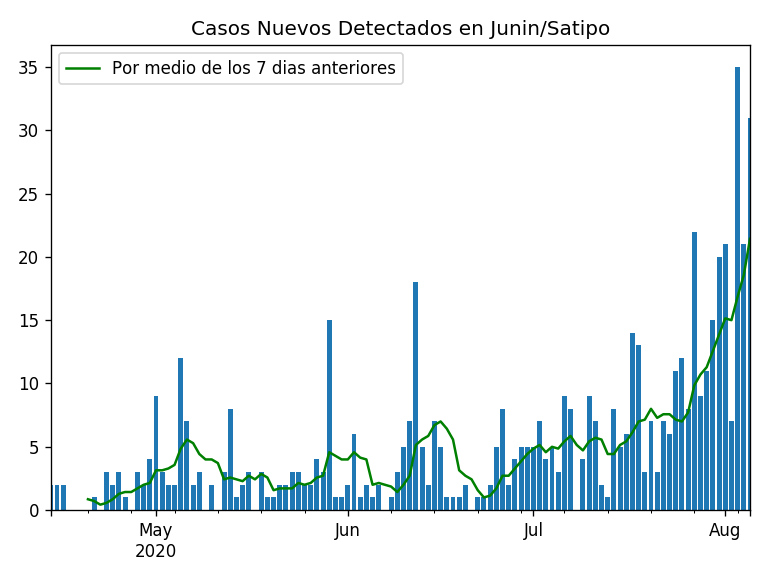 Casos Nuevos Detectados en Junin/Satipo
Por medio de los 7 dias anteriores
35
30
25
20
15
10
5
0
May
2020
Jun
Jul
Aug